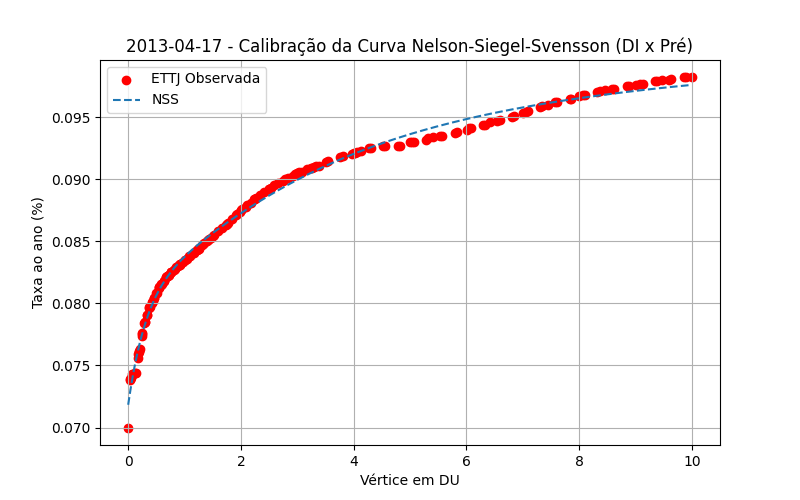 2013-04-17 - Calibração da Curva Nelson-Siegel-Svensson (DI x Pré)
ETTJ Observada
NSS
Taxa ao ano (%)
0.095
0.090
0.085
0.080
0.075
0.070
0 2 4 6 8 10
Vértice em DU